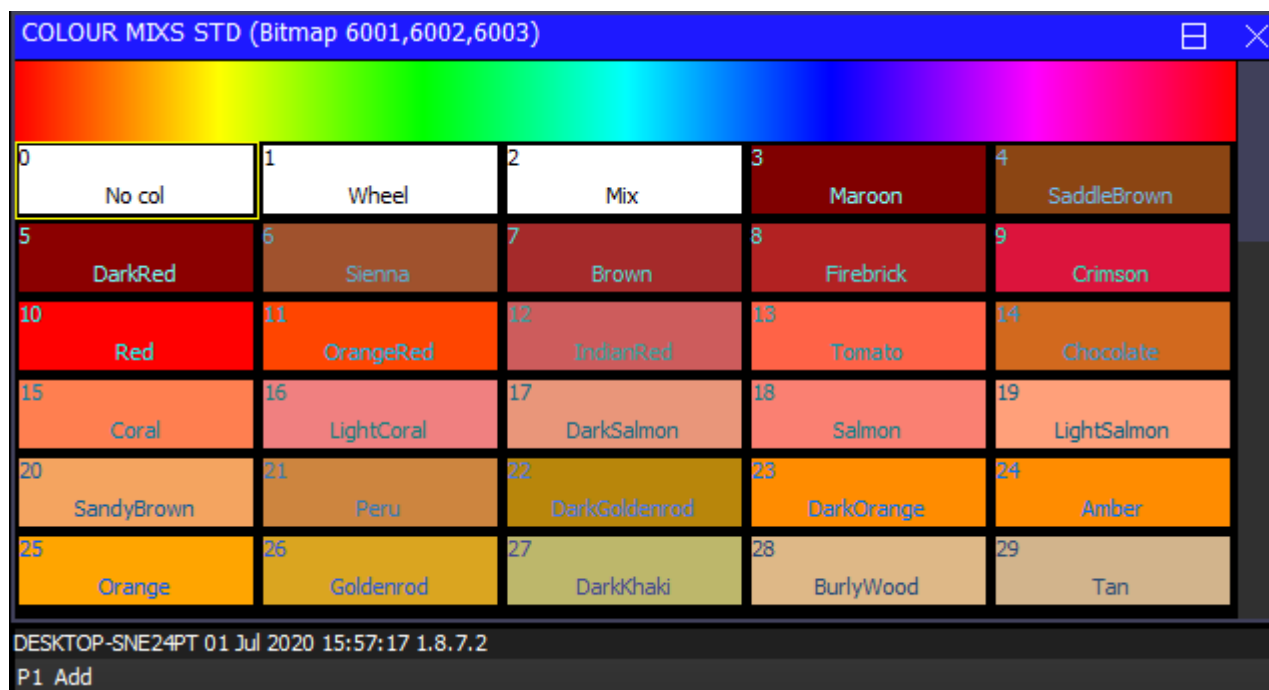 COLOUR MIXS STD (Bitmap 6001,6002,6003)
0 1 2 3 4
No col Wheel Mix Maroon SaddleBrown
5 6 7 8 9
DarkRed Sienna Brown Firebrick Crimson
10 11 12 13 14
Red OrangeRed IndianRed Tomato Chocolate
15 16 17 18 19
Coral LightCoral DarkSalmon Salmon LightSalmon
20 21 22 23 24
SandyBrown Peru DarkGoldenrod DarkOrange Amber
25 26 27 28 29
Orange Goldenrod DarkKhaki BurlyWood Tan
DESKTOP-SNE24PT 01 Jul 2020 15:57:17 1.8.7.2
P1 Add